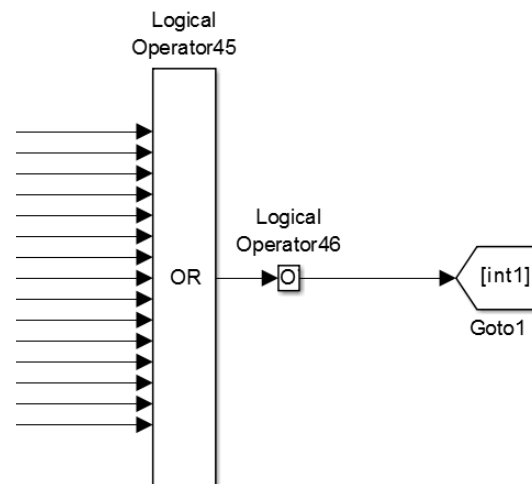 Logical
Operator45
OR
Logical
Operator46
O
[int1]
Goto1